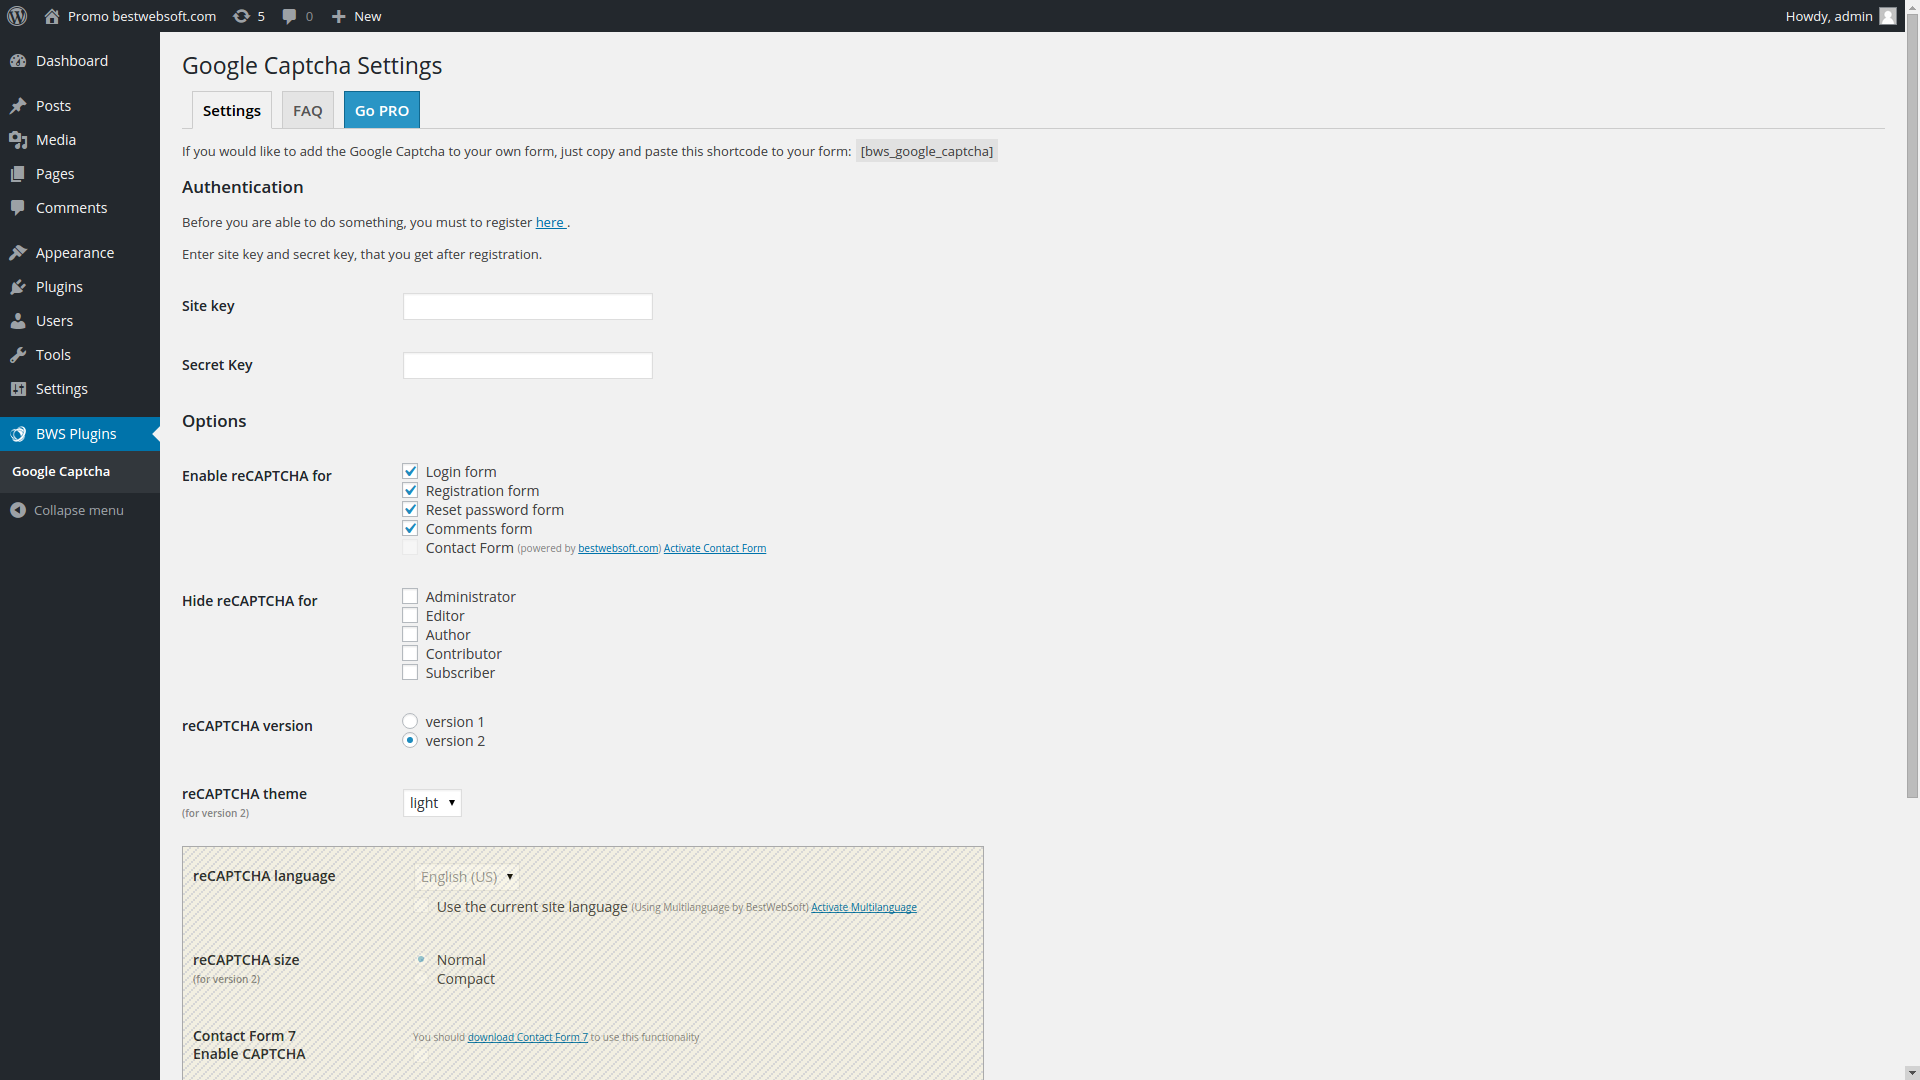 Promo bestwebsoft.com 5 0 New Howdy, admin
Dashboard
Posts
Media
Pages
Comments
Appearance
Plugins
Users
Tools
Settings
BWS Plugins
Google Captcha
Collapse menu
Google Captcha Settings
Settings FAQ Go PRO
If you would like to add the Google Captcha to your own form, just copy and paste this shortcode to your form: [bws_google_captcha]
Authentication
Before you are able to do something, you must to register here .
Enter site key and secret key, that you get after registration.
Site key
Secret Key
Options
Enable reCAPTCHA for
Login form
Registration form
Reset password form
Comments form
Contact Form (powered by bestwebsoft.com) Activate Contact Form
Hide reCAPTCHA for
Administrator
Editor
Author
Contributor
Subscriber
reCAPTCHA version
version 1
version 2
reCAPTCHA theme
(for version 2)
light
reCAPTCHA language
English (US)
Use the current site language (Using Multilanguage by BestWebSoft) Activate Multilanguage
reCAPTCHA size
(for version 2)
Normal
Compact
Contact Form 7
Enable CAPTCHA
You should download Contact Form 7 to use this functionality